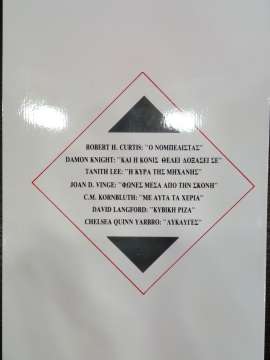 ROBERT H. CURTIS: "Ο ΝΟΜΠΕΛΙΣΤΑΣ"
DAMON KNIGHT: "ΚΑΙ Η ΚΟΝΙΣ ΘΕΛΕΙ ΔΟΞΑΣΕΙ ΣΕ"
TANITH LEE: "Η ΚΥΡΑ ΤΗΣ ΜΗΧΑΝΗΣ"
JOAN D. VINGE: "ΦΩΝΕΣ ΜΕΣΑ ΑΠΟ ΤΗΝ ΣΚΟΝΗ"
C.M. KORNBLUTH: "ΜΕ ΑΥΤΑ ΤΑ ΧΕΡΙΑ"
DAVID LANGFORD: "ΚΥΒΙΚΗ ΡΙΖΑ"
CHELSEA QUINN YARBRO: "ΛΥΚΑΥΓΕΣ"